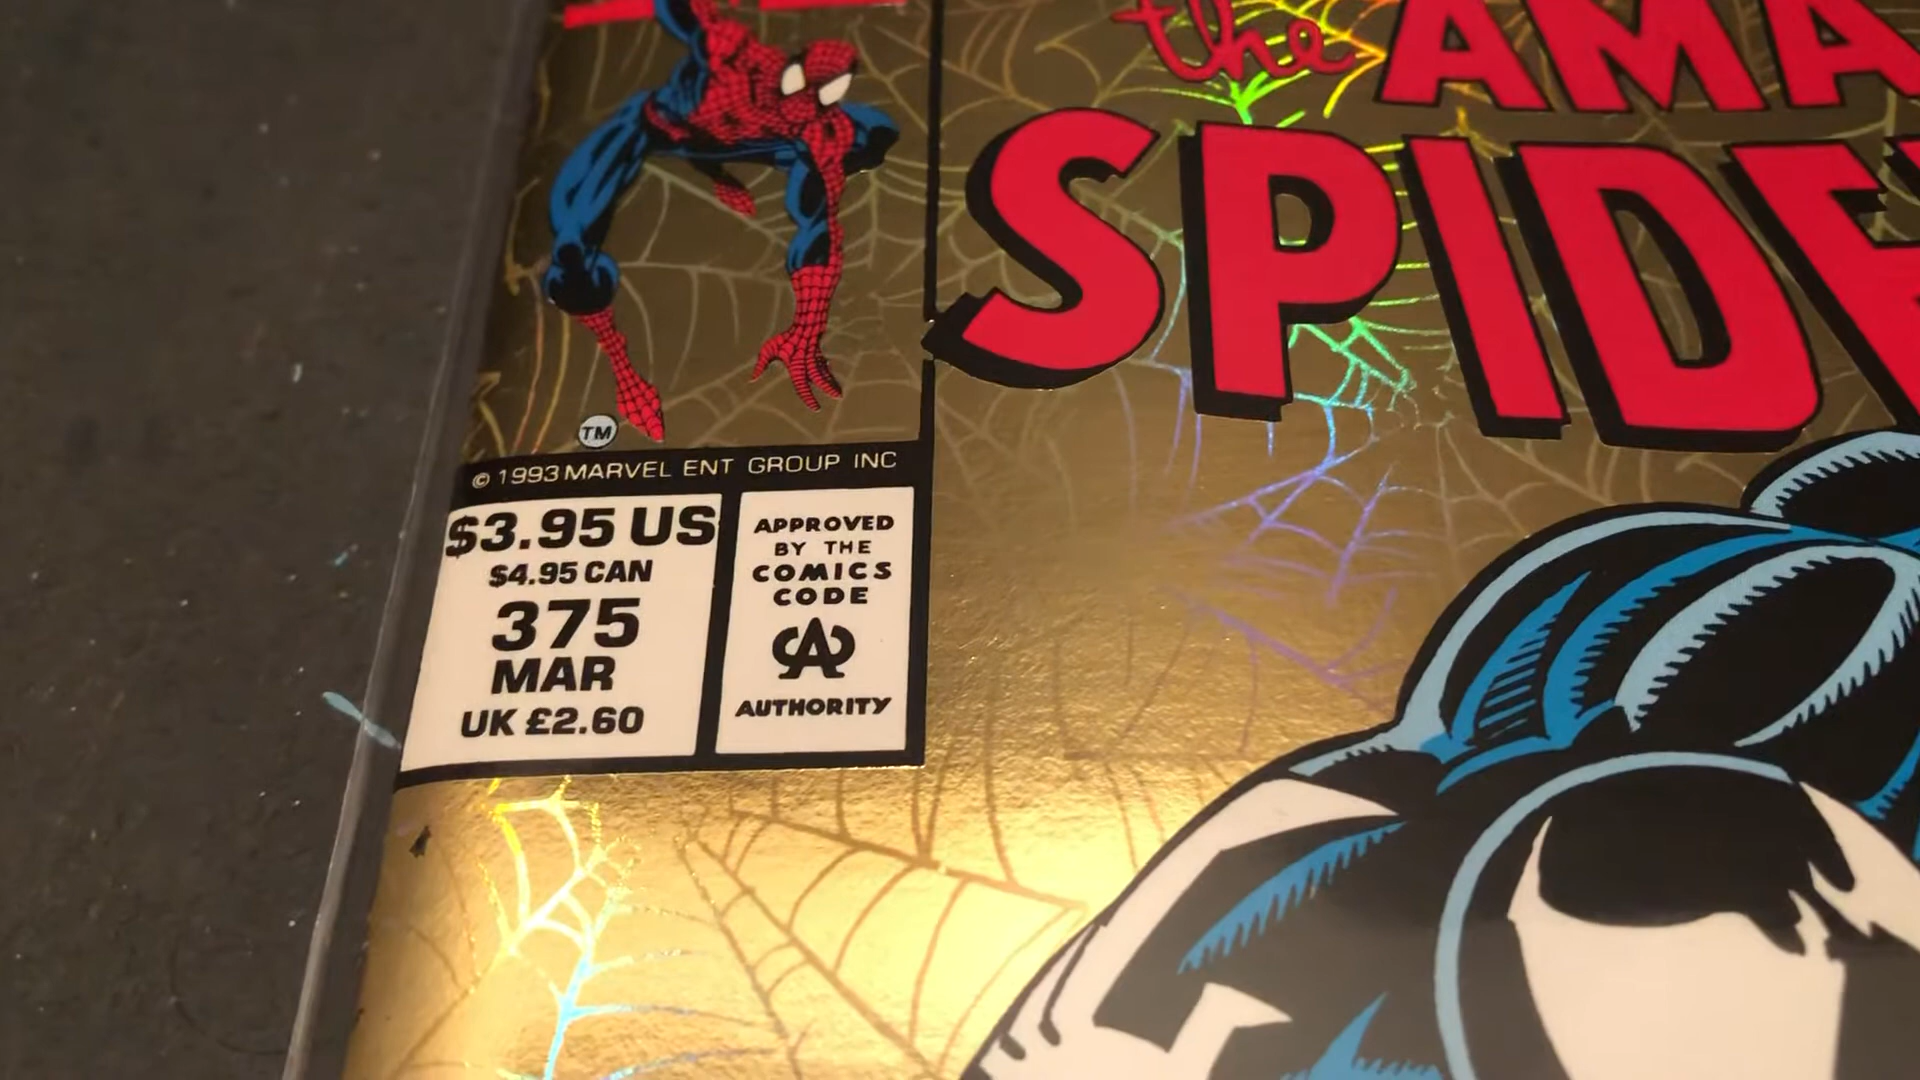 the AMA
SPIDE
TM
© 1993 MARVEL ENT GROUP INC
$3.95 US
$4.95 CAN
375
MAR
UK £2.60
APPROVED
BY THE
COMICS
CODE
CA
AUTHORITY